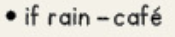 • if rain – café